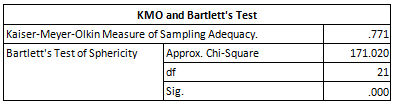 KMO and Bartlett's Test
Kaiser-Meyer-Olkin Measure of Sampling Adequacy. .771
Bartlett's Test of Sphericity Approx. Chi-Square 171.020
df 21
Sig. .000